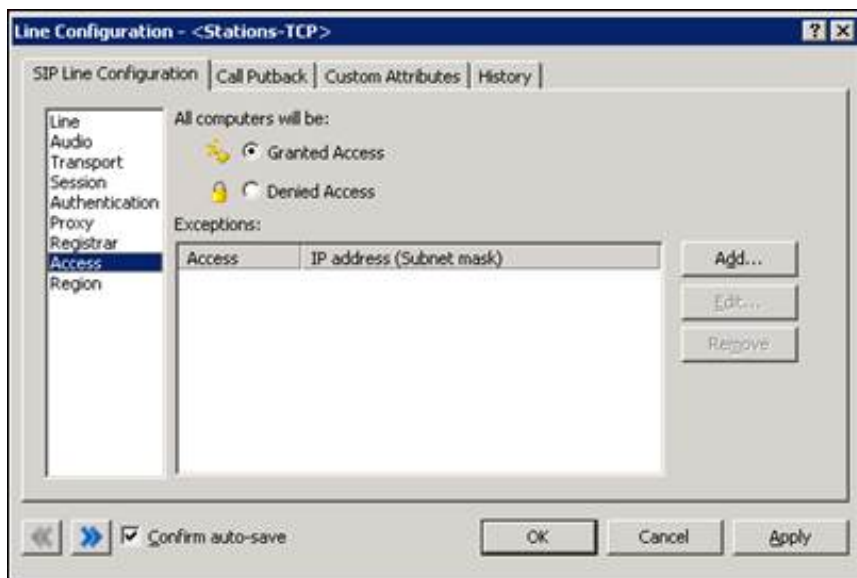 Line Configuration - <Stations-TCP>
SIP Line Configuration
Call Putback
Custom Attributes
History
Line
Audio
Transport
Session
Authentication
Proxy
Registrar
Access
Region
All computers will be:
Granted Access
Denied Access
Exceptions:
Access
IP address (Subnet mask)
Add...
Edit...
Remove
Confirm auto-save
OK
Cancel
Apply